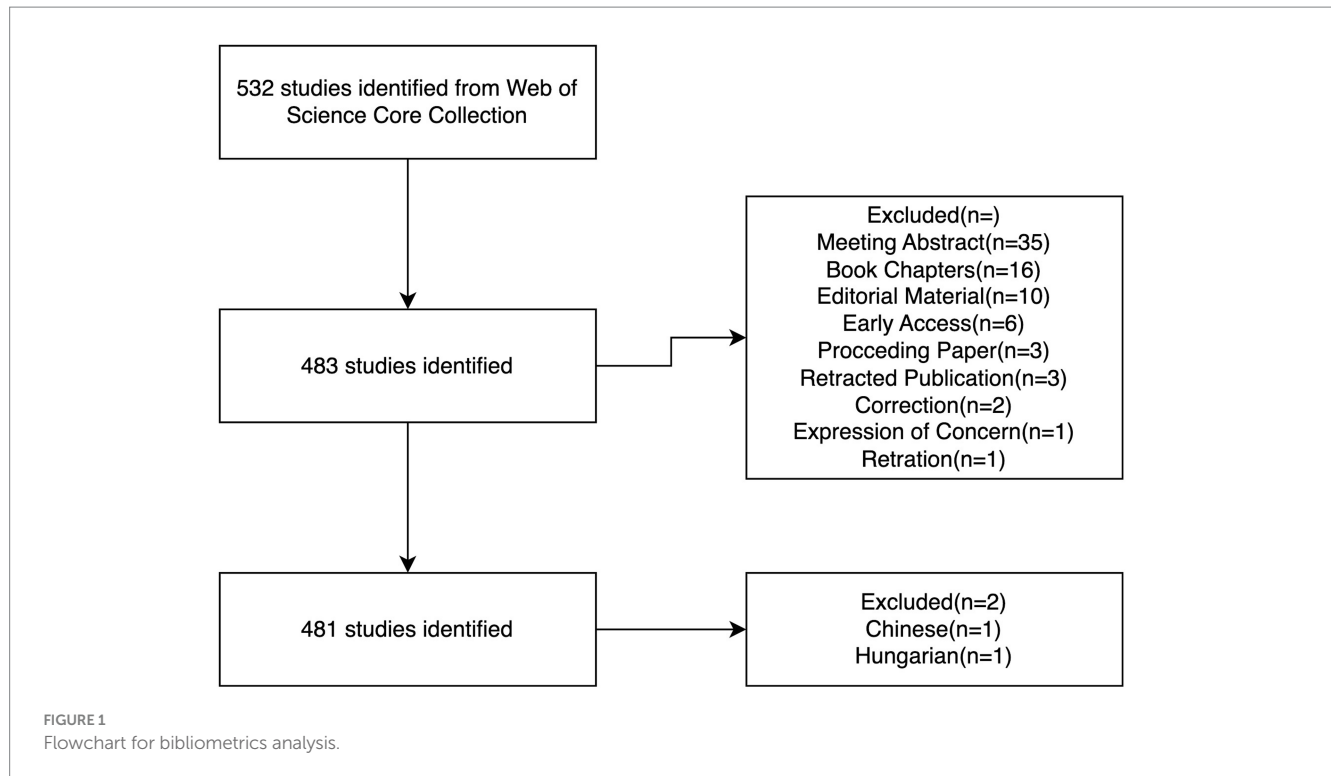 532 studies identified from Web of
Science Core Collection
Excluded(n=)
Meeting Abstract(n=35)
Book Chapters(n=16)
Editorial Material(n=10)
Early Access(n=6)
Procceding Paper(n=3)
Retracted Publication(n=3)
Correction(n=2)
Expression of Concern(n=1)
Retration(n=1)
483 studies identified
481 studies identified
Excluded(n=2)
Chinese(n=1)
Hungarian(n=1)
FIGURE 1
Flowchart for bibliometrics analysis.